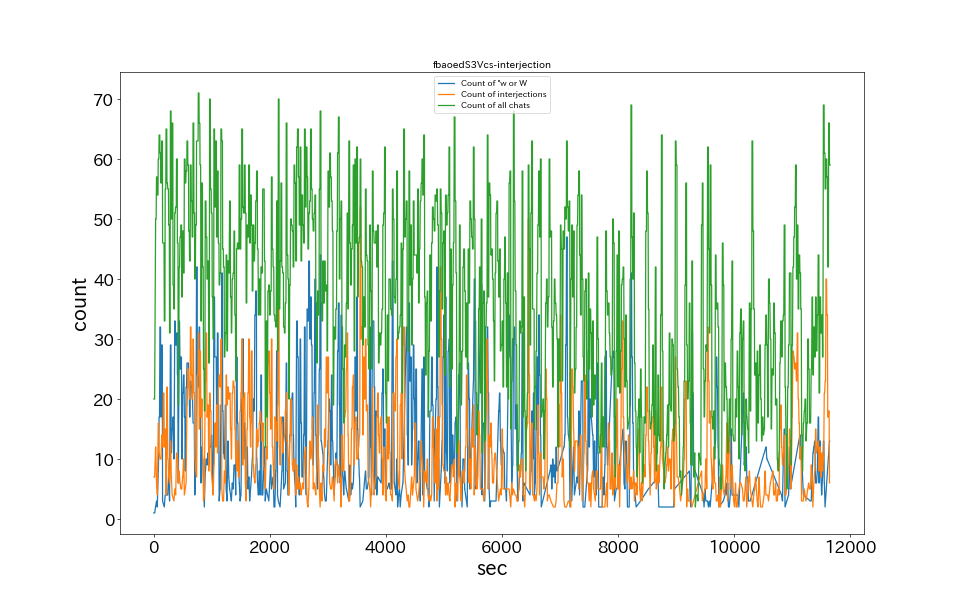 fbaoedS3Vcs-interjection
Count of "w or W
Count of interjections
Count of all chats
count
70
60
50
40
30
20
10
0
0 2000 4000 6000 8000 10000 12000
sec